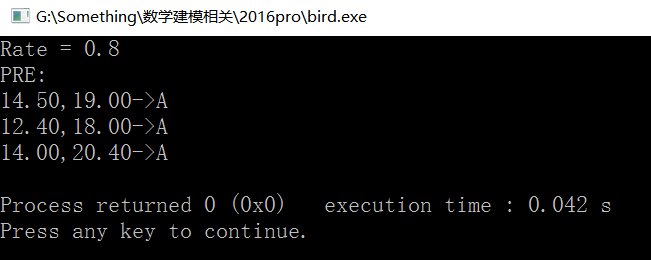 G:\Something\数学建模相关\2016pro\bird.exe
Rate = 0.8
PRE:
14.50,19.00->A
12.40,18.00->A
14.00,20.40->A
Process returned 0 (0x0)   execution time : 0.042 s
Press any key to continue.